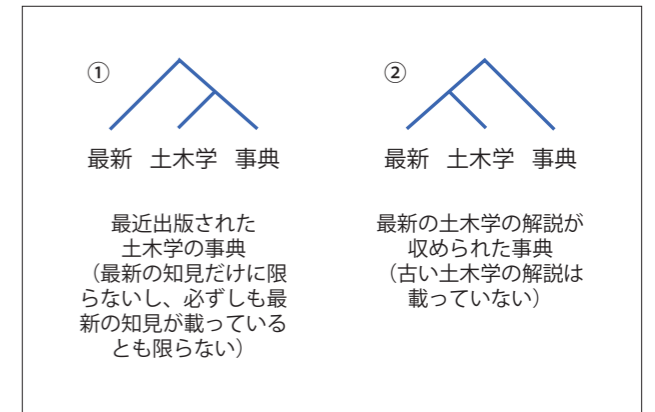 ①
最新 土木学 事典
最近出版された
土木学の事典
（最新の知見だけに限
らないし、必ずしも最
新の知見が載っている
とも限らない）
②
最新 土木学 事典
最新の土木学の解説が
収められた事典
（古い土木学の解説は
載っていない）